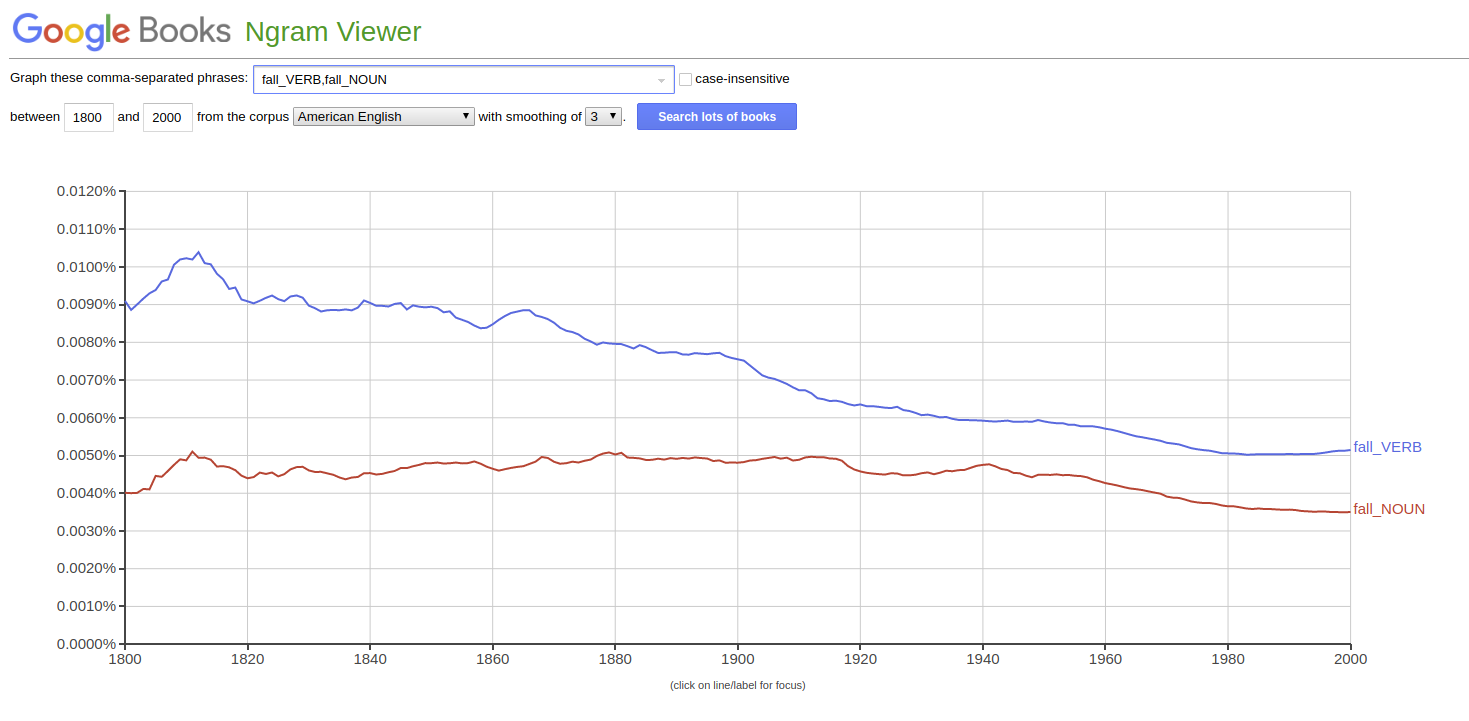 Google Books Ngram Viewer
Graph these comma-separated phrases: fall_VERB,fall_NOUN case-insensitive
between 1800 and 2000 from the corpus American English with smoothing of 3. Search lots of books
0.0120%
0.0110%
0.0100%
0.0090%
0.0080%
0.0070%
0.0060%
0.0050%
fall_VERB
0.0040%
fall_NOUN
0.0030%
0.0020%
0.0010%
0.0000%
1800 1820 1840 1860 1880 1900 1920 1940 1960 1980 2000
(click on line/label for focus)